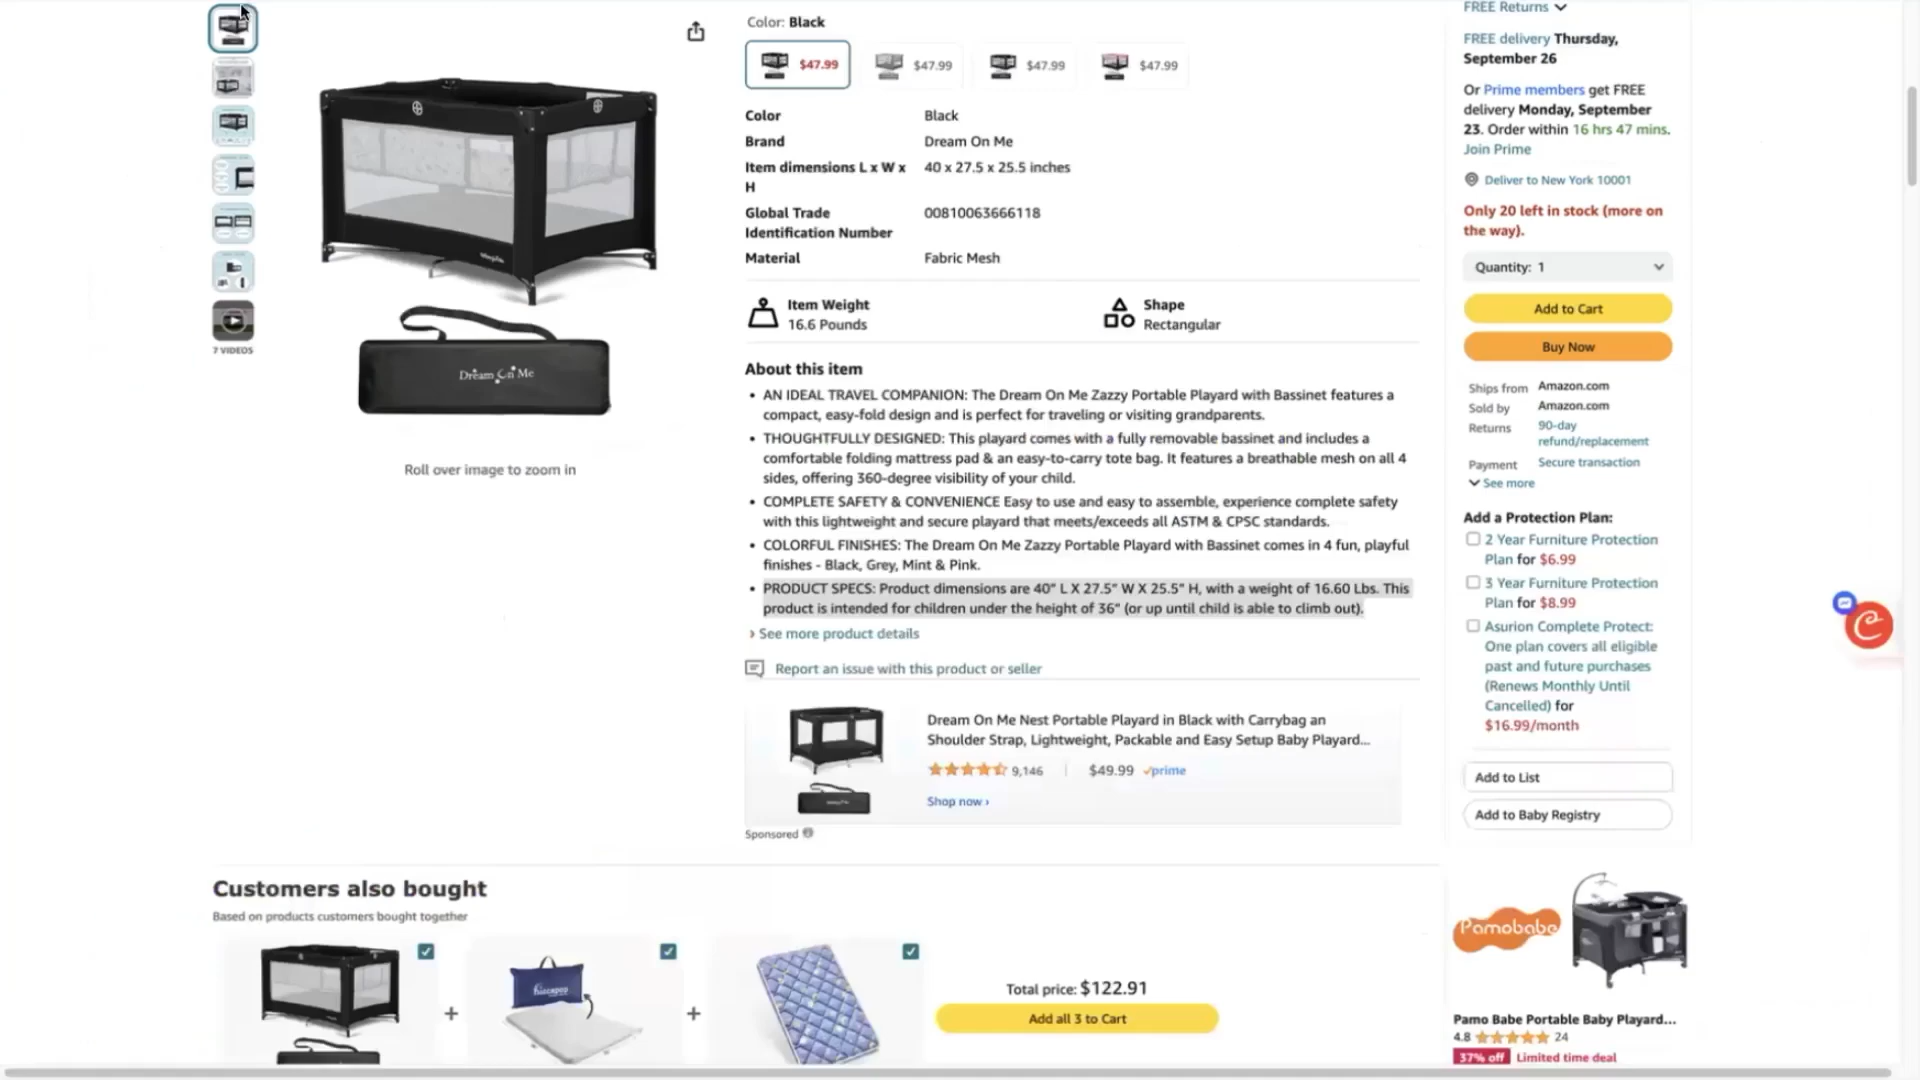 7 VIDEOS
Dream On Me
Roll over image to zoom in
Color: Black
$47.99
$47.99
$47.99
$47.99
Color Black
Brand Dream On Me
Item dimensions L x W x H 40 x 27.5 x 25.5 inches
Global Trade Identification Number 00810063666118
Material Fabric Mesh
Item Weight
16.6 Pounds
Shape
Rectangular
About this item
• AN IDEAL TRAVEL COMPANION: The Dream On Me Zazzy Portable Playard with Bassinet features a
compact, easy-fold design and is perfect for traveling or visiting grandparents.
• THOUGHTFULLY DESIGNED: This playard comes with a fully removable bassinet and includes a
comfortable folding mattress pad & an easy-to-carry tote bag. It features a breathable mesh on all 4
sides, offering 360-degree visibility of your child.
• COMPLETE SAFETY & CONVENIENCE Easy to use and easy to assemble, experience complete safety
with this lightweight and secure playard that meets/exceeds all ASTM & CPSC standards.
• COLORFUL FINISHES: The Dream On Me Zazzy Portable Playard with Bassinet comes in 4 fun, playful
finishes - Black, Grey, Mint & Pink.
• PRODUCT SPECS: Product dimensions are 40" L X 27.5" W X 25.5" H, with a weight of 16.60 Lbs. This
product is intended for children under the height of 36" (or up until child is able to climb out).
› See more product details
Report an issue with this product or seller
Dream On Me Nest Portable Playard in Black with Carrybag an
Shoulder Strap, Lightweight, Packable and Easy Setup Baby Playard...
9,146 | $49.99 prime
Shop now ›
Sponsored
FREE Returns
FREE delivery Thursday,
September 26
Or Prime members get FREE
delivery Monday, September
23. Order within 16 hrs 47 mins.
Join Prime
Deliver to New York 10001
Only 20 left in stock (more on
the way).
Quantity: 1
Add to Cart
Buy Now
Ships from Amazon.com
Sold by Amazon.com
Returns 90-day
refund/replacement
Payment Secure transaction
See more
Add a Protection Plan:
2 Year Furniture Protection
Plan for $6.99
3 Year Furniture Protection
Plan for $8.99
Asurion Complete Protect:
One plan covers all eligible
past and future purchases
(Renews Monthly Until
Cancelled) for
$16.99/month
Add to List
Add to Baby Registry
Customers also bought
Based on products customers bought together
+
+
Total price: $122.91
Add all 3 to Cart
Pamobabe
Pamo Babe Portable Baby Playard...
4.8 24
37% off Limited time deal